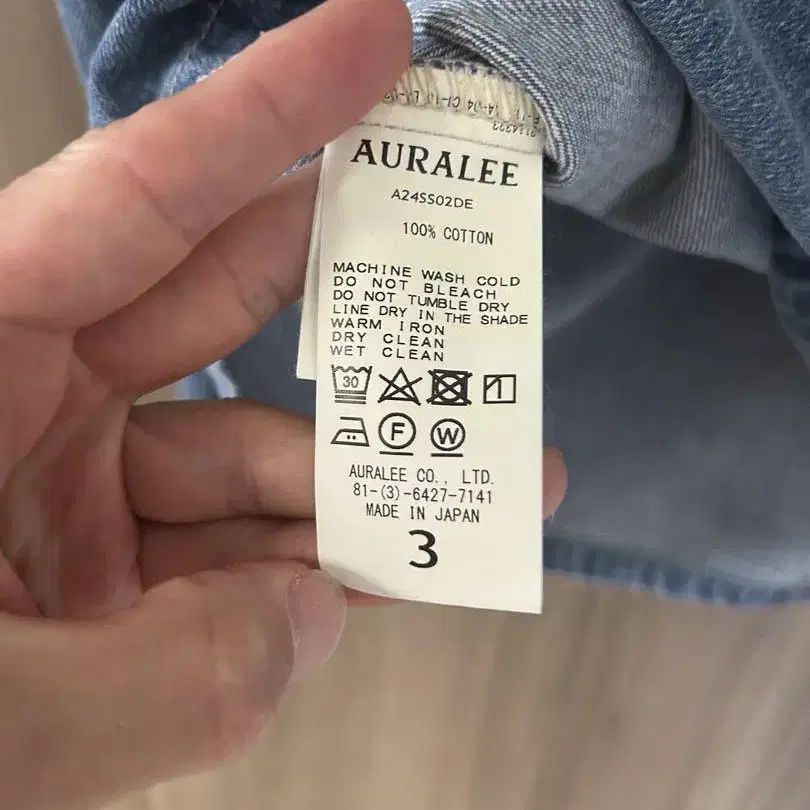 AURALEE
A24SS02DE
100% COTTON
MACHINE WASH COLD
DO NOT BLEACH
DO NOT TUMBLE DRY
LINE DRY IN THE SHADE
WARM IRON
DRY CLEAN
WET CLEAN
30
F W
AURALEE CO., LTD.
81-(3)-6427-7141
MADE IN JAPAN
3